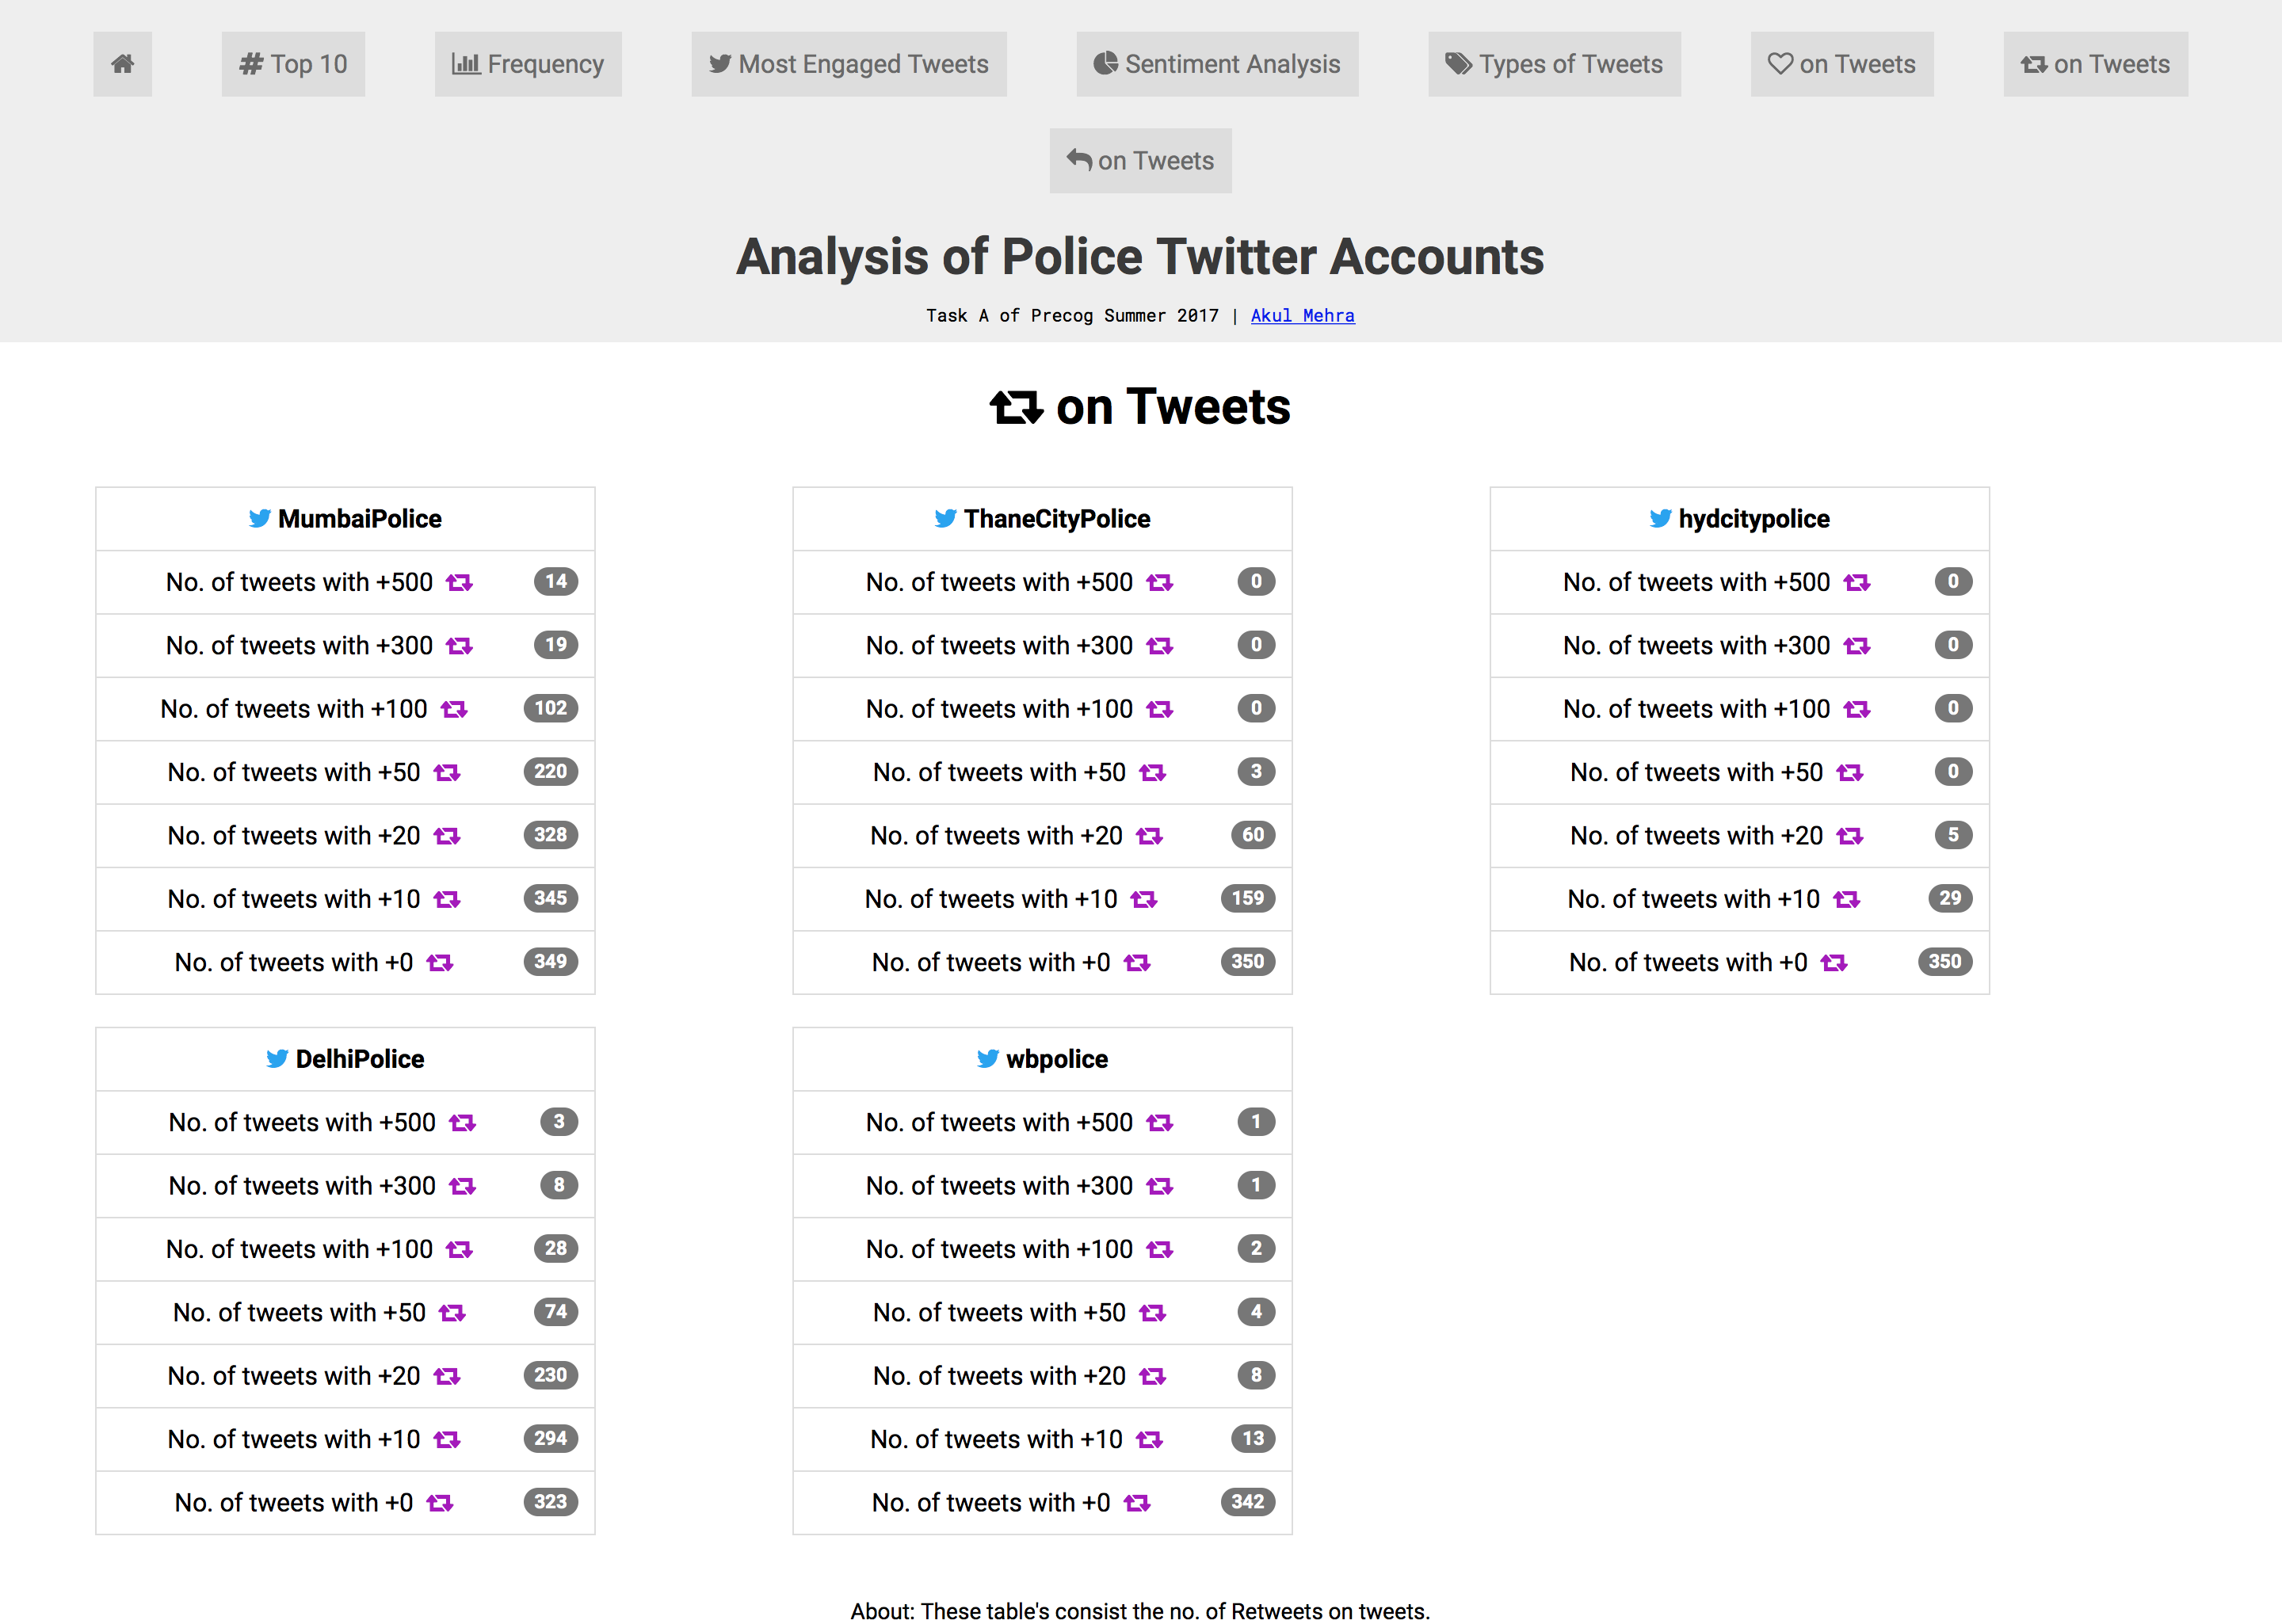 Top 10
Frequency
Most Engaged Tweets
Sentiment Analysis
Types of Tweets
on Tweets
on Tweets
on Tweets
Analysis of Police Twitter Accounts
Task A of Precog Summer 2017 | Akul Mehra
on Tweets
MumbaiPolice
No. of tweets with +500 14
No. of tweets with +300 19
No. of tweets with +100 102
No. of tweets with +50 220
No. of tweets with +20 328
No. of tweets with +10 345
No. of tweets with +0 349
ThaneCityPolice
No. of tweets with +500 0
No. of tweets with +300 0
No. of tweets with +100 0
No. of tweets with +50 3
No. of tweets with +20 60
No. of tweets with +10 159
No. of tweets with +0 350
hydcitypolice
No. of tweets with +500 0
No. of tweets with +300 0
No. of tweets with +100 0
No. of tweets with +50 0
No. of tweets with +20 5
No. of tweets with +10 29
No. of tweets with +0 350
DelhiPolice
No. of tweets with +500 3
No. of tweets with +300 8
No. of tweets with +100 28
No. of tweets with +50 74
No. of tweets with +20 230
No. of tweets with +10 294
No. of tweets with +0 323
wbpolice
No. of tweets with +500 1
No. of tweets with +300 1
No. of tweets with +100 2
No. of tweets with +50 4
No. of tweets with +20 8
No. of tweets with +10 13
No. of tweets with +0 342
About: These table's consist the no. of Retweets on tweets.